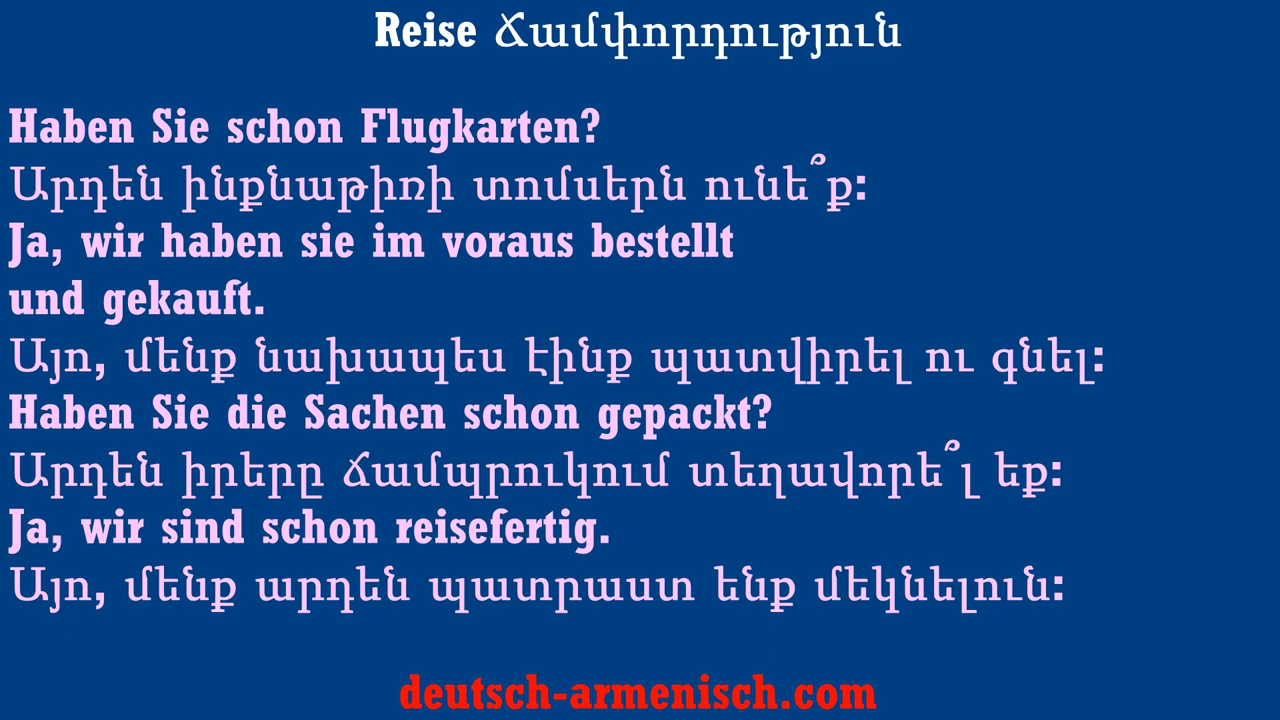 Reise Ճամփորդություն
Haben Sie schon Flugkarten?
Արդեն ինքնաթիռի տոմսերն ունե՞ք:
Ja, wir haben sie im voraus bestellt
und gekauft.
Այո, մենք նախապես էինք պատվիրել ու գնել:
Haben Sie die Sachen schon gepackt?
Արդեն իրերը ճամպրուկում տեղավորե՞լ եք:
Ja, wir sind schon reisefertig.
Այո, մենք արդեն պատրաստ ենք մեկնելուն:
deutsch-armenisch.com